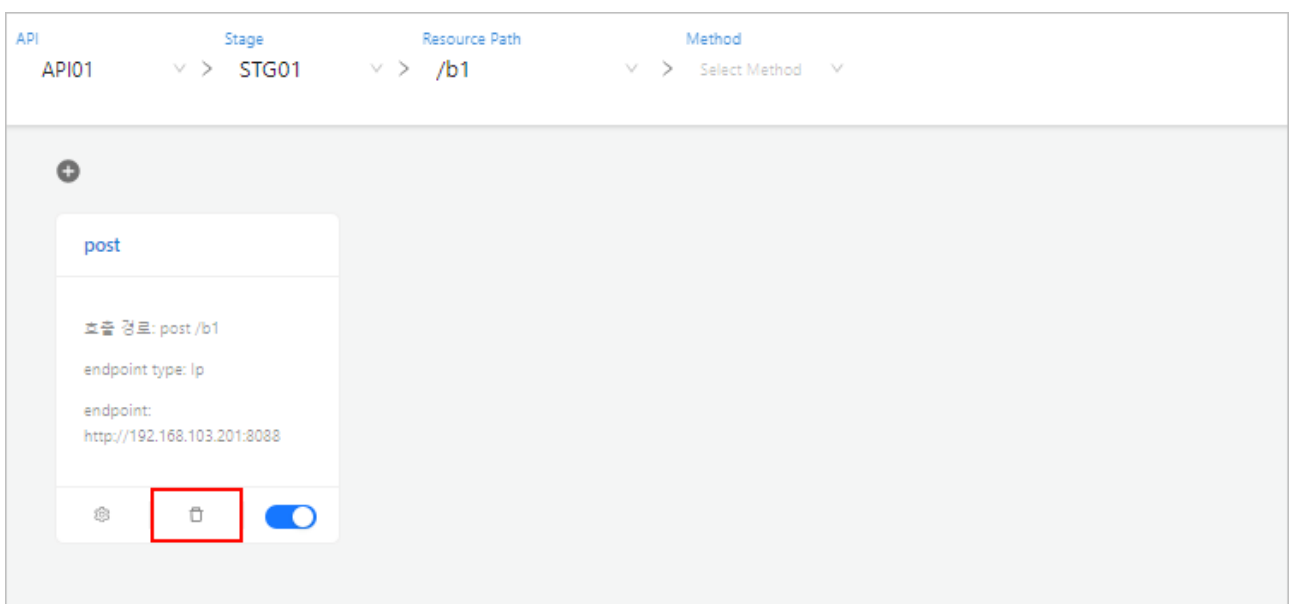 API Stage Resource Path Method
API01 > STG01 > /b1 > Select Method
post
호출 경로: post /b1
endpoint type: Ip
endpoint:
http://192.168.103.201:8088